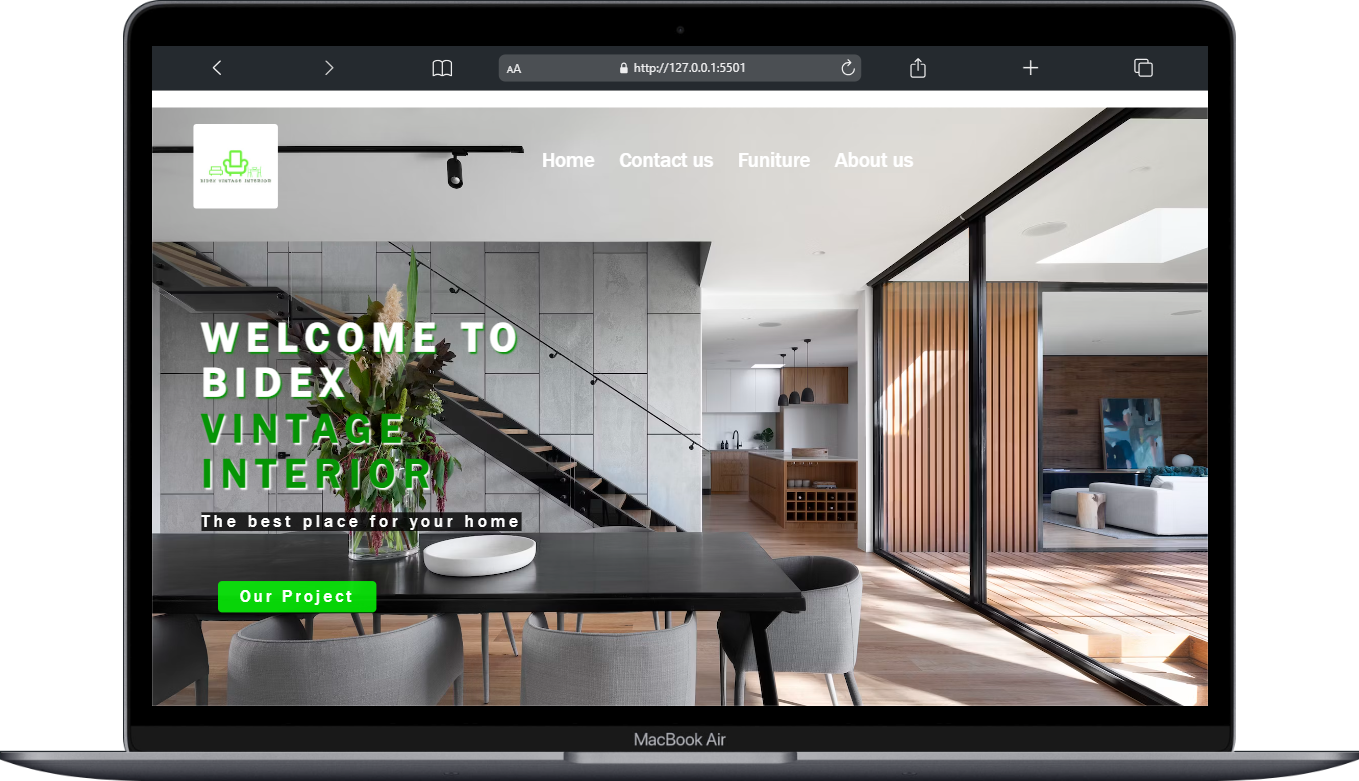 AA
http://127.0.0.1:5501
BIDEX VINTAGE INTERIOR
Home Contact us Funiture About us
WELCOME TO
BIDEX
VINTAGE
INTERIOR
The best place for your home
Our Project
MacBook Air